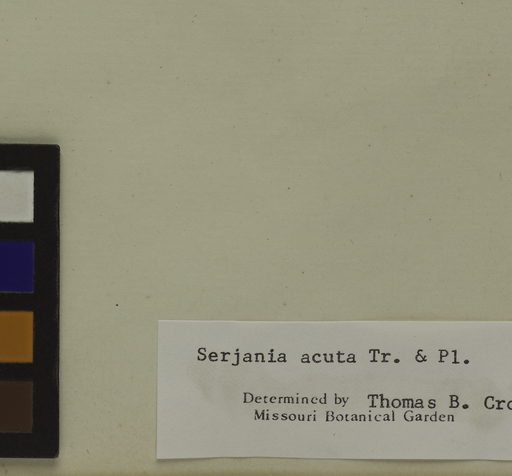 Serjania acuta Tr. & Pl.
Determined by Thomas B.
Missouri Botanical Garden